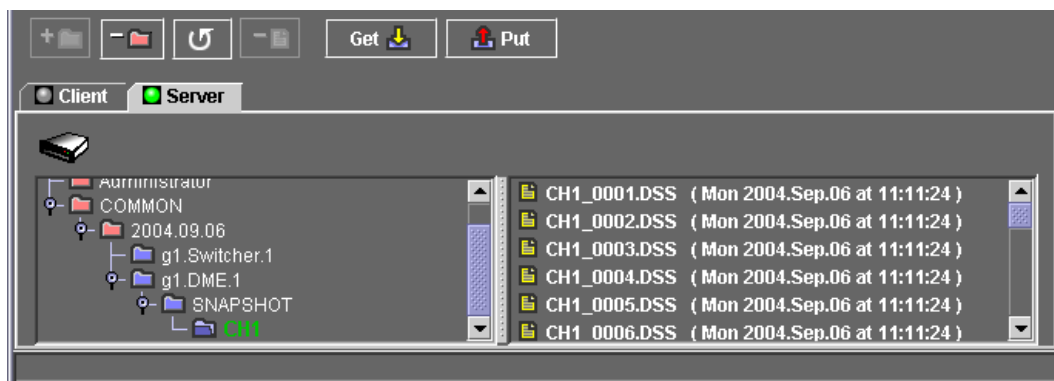 Get Put
Client Server
Administrator
COMMON
2004.09.06
g1.Switcher.1
g1.DME.1
SNAPSHOT
CH1
CH1_0001.DSS ( Mon 2004.Sep.06 at 11:11:24 )
CH1_0002.DSS ( Mon 2004.Sep.06 at 11:11:24 )
CH1_0003.DSS ( Mon 2004.Sep.06 at 11:11:24 )
CH1_0004.DSS ( Mon 2004.Sep.06 at 11:11:24 )
CH1_0005.DSS ( Mon 2004.Sep.06 at 11:11:24 )
CH1_0006.DSS ( Mon 2004.Sep.06 at 11:11:24 )